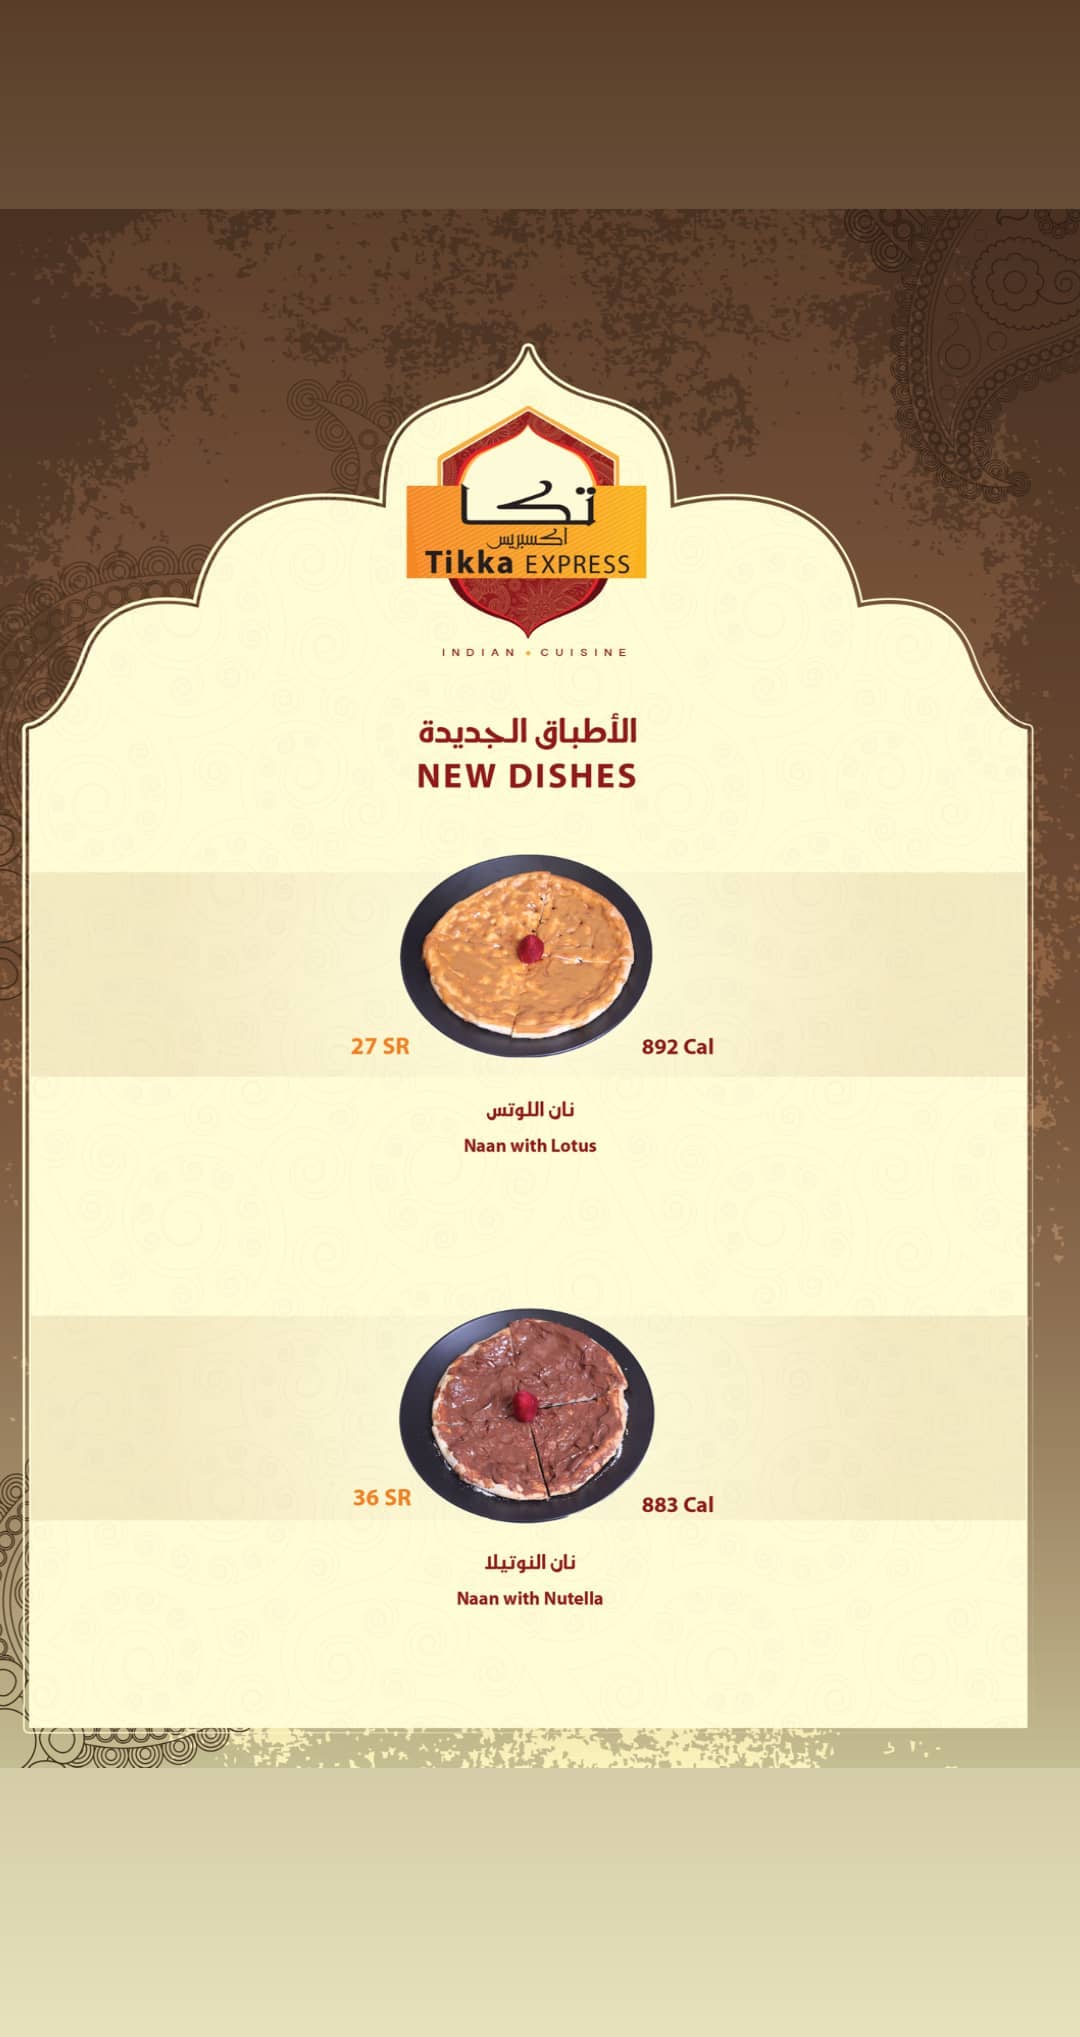 تكا
اكسبريس
Tikka EXPRESS
INDIAN • CUISINE
الأطباق الجديدة
NEW DISHES
27 SR
892 Cal
نان اللوتس
Naan with Lotus
36 SR
883 Cal
نان النوتيلا
Naan with Nutella